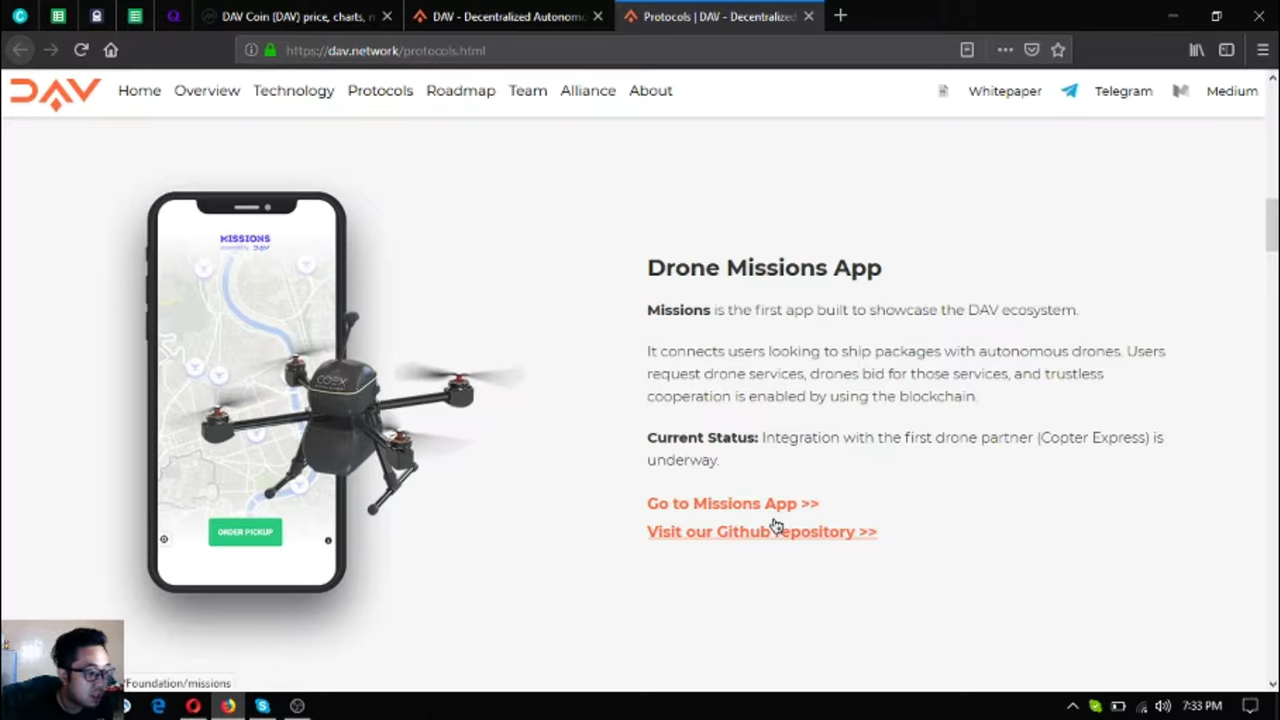 DAV Coin (DAV) price, charts, m
DAV - Decentralized Autonomo
Protocols | DAV - Decentralized
https://dav.network/protocols.html
DAV
Home
Overview
Technology
Protocols
Roadmap
Team
Alliance
About
Whitepaper
Telegram
Medium
MISSIONS
DAV
COEX
ORDER PICKUP
Drone Missions App
Missions is the first app built to showcase the DAV ecosystem.
It connects users looking to ship packages with autonomous drones. Users
request drone services, drones bid for those services, and trustless
cooperation is enabled by using the blockchain.
Current Status: Integration with the first drone partner (Copter Express) is
underway.
Go to Missions App >>
Visit our Github repository >>
/Foundation/missions
7:33 PM